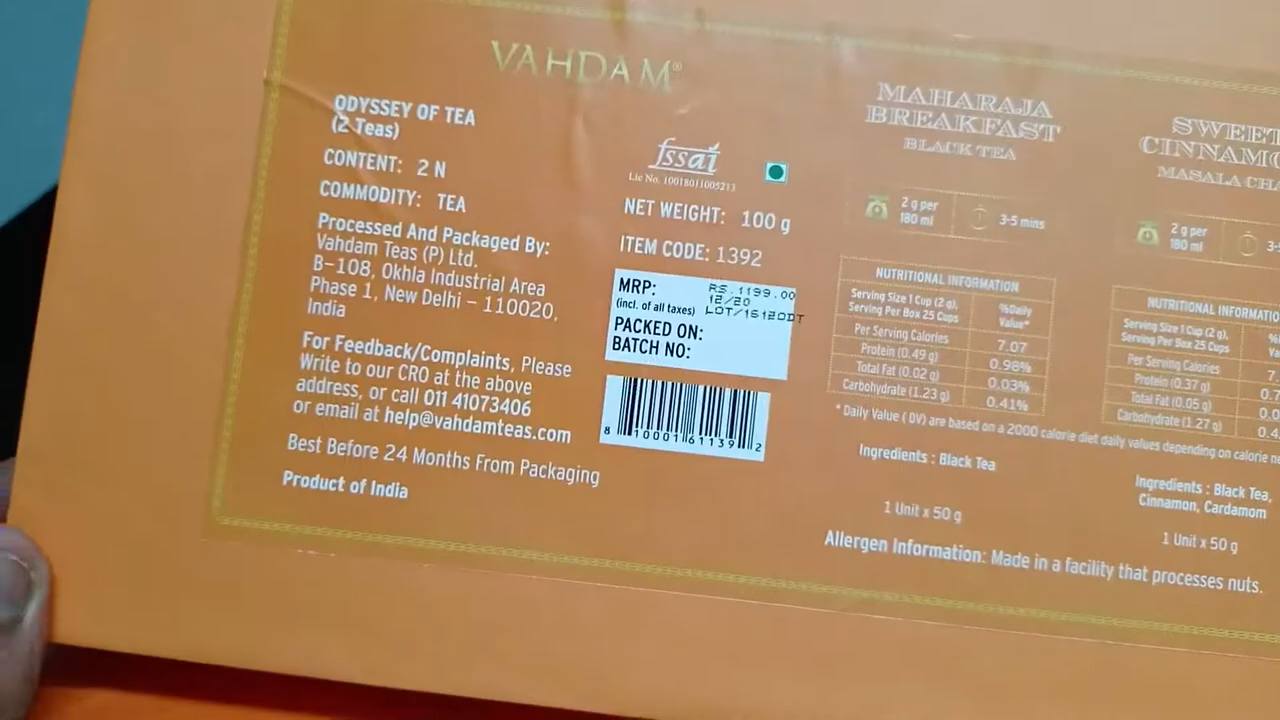 VAHDAM®
ODYSSEY OF TEA
(2 Teas)
CONTENT: 2 N
COMMODITY: TEA
Processed And Packaged By:
Vahdam Teas (P) Ltd,
B-108, Okhla Industrial Area
Phase 1, New Delhi – 110020,
India
For Feedback/Complaints, Please
Write to our CRO at the above
address, or call 011 41073406
or email at help@vahdamteas.com
Best Before 24 Months From Packaging
Product of India
fssai
Lic No. 10018011005213
NET WEIGHT: 100 g
ITEM CODE: 1392
MRP: RS.1199.00
(incl. of all taxes) 12/20
LOT/15120DT
PACKED ON:
BATCH NO:
8 10001 61139 2
MAHARAJA
BREAKFAST
BLACK TEA
2 g per
180 ml
3-5 mins
NUTRITIONAL INFORMATION
Serving Size 1 Cup (2 g), %Daily
Serving Per Box 25 Cups Value*
Per Serving Calories 7.07
Protein (0.49 g) 0.98%
Total Fat (0.02 g) 0.03%
Carbohydrate (1.23 g) 0.41%
* Daily Value ( DV) are based on a 2000 calorie diet daily values depending on calorie
Ingredients : Black Tea
1 Unit x 50 g
Allergen Information: Made in a facility that processes nuts.
SWEET
CINNAMO
MASALA CHA
2 g per
180 ml
3-
NUTRITIONAL INFORMATIO
Serving Size 1 Cup (2 g),
Serving Per Box 25 Cups
Per Serving Calories 7.
Protein (0.37 g) 0.7
Total Fat (0.05 g) 0.0
Carbohydrate (1.27 g) 0.4
Ingredients : Black Tea,
Cinnamon, Cardamom
1 Unit x 50 g